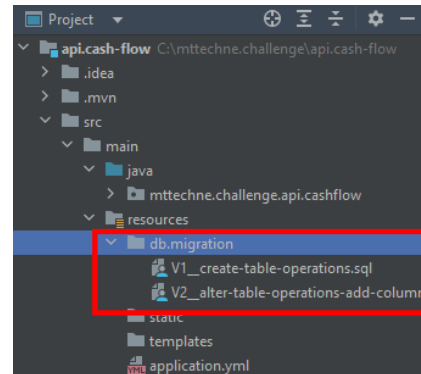 Project
api.cash-flow C:\mttechne.challenge\api.cash-flow
.idea
.mvn
src
main
java
mttechne.challenge.api.cashflow
resources
db.migration
V1__create-table-operations.sql
V2__alter-table-operations-add-column
static
templates
application.yml